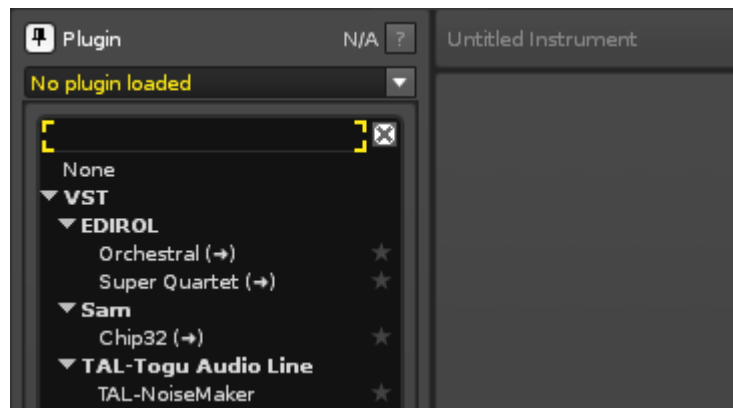 Plugin N/A ? Untitled Instrument
No plugin loaded
None
VST
EDIROL
Orchestral (→)
Super Quartet (→)
Sam
Chip32 (→)
TAL-Togu Audio Line
TAL-NoiseMaker